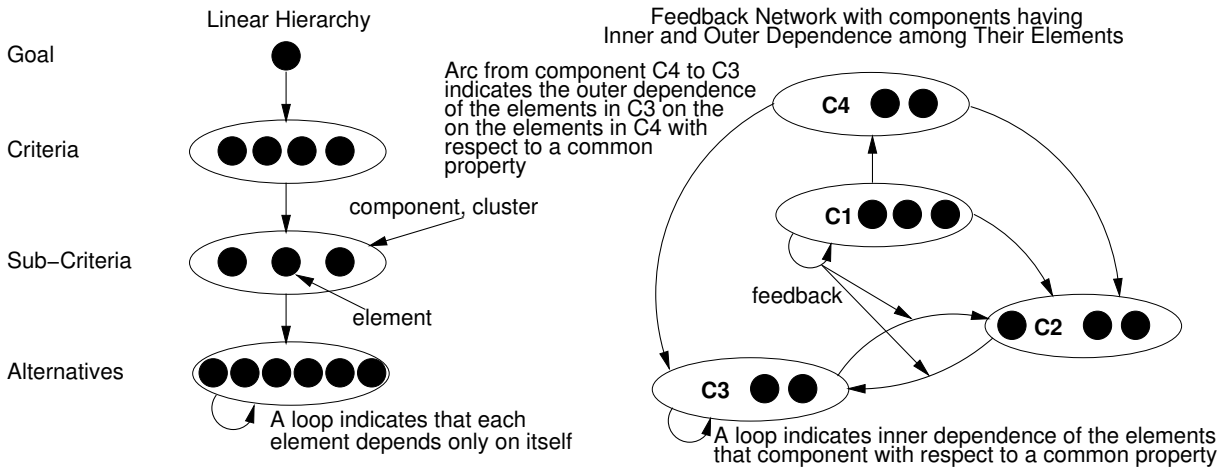 Linear Hierarchy
Goal
Criteria
component, cluster
Sub–Criteria
element
Alternatives
A loop indicates that each
element depends only on itself
Feedback Network with components having
Inner and Outer Dependence among Their Elements
Arc from component C4 to C3
indicates the outer dependence
of the elements in C3 on the
on the elements in C4 with
respect to a common
property
C4
C1
feedback
C2
C3
A loop indicates inner dependence of the elements
that component with respect to a common property